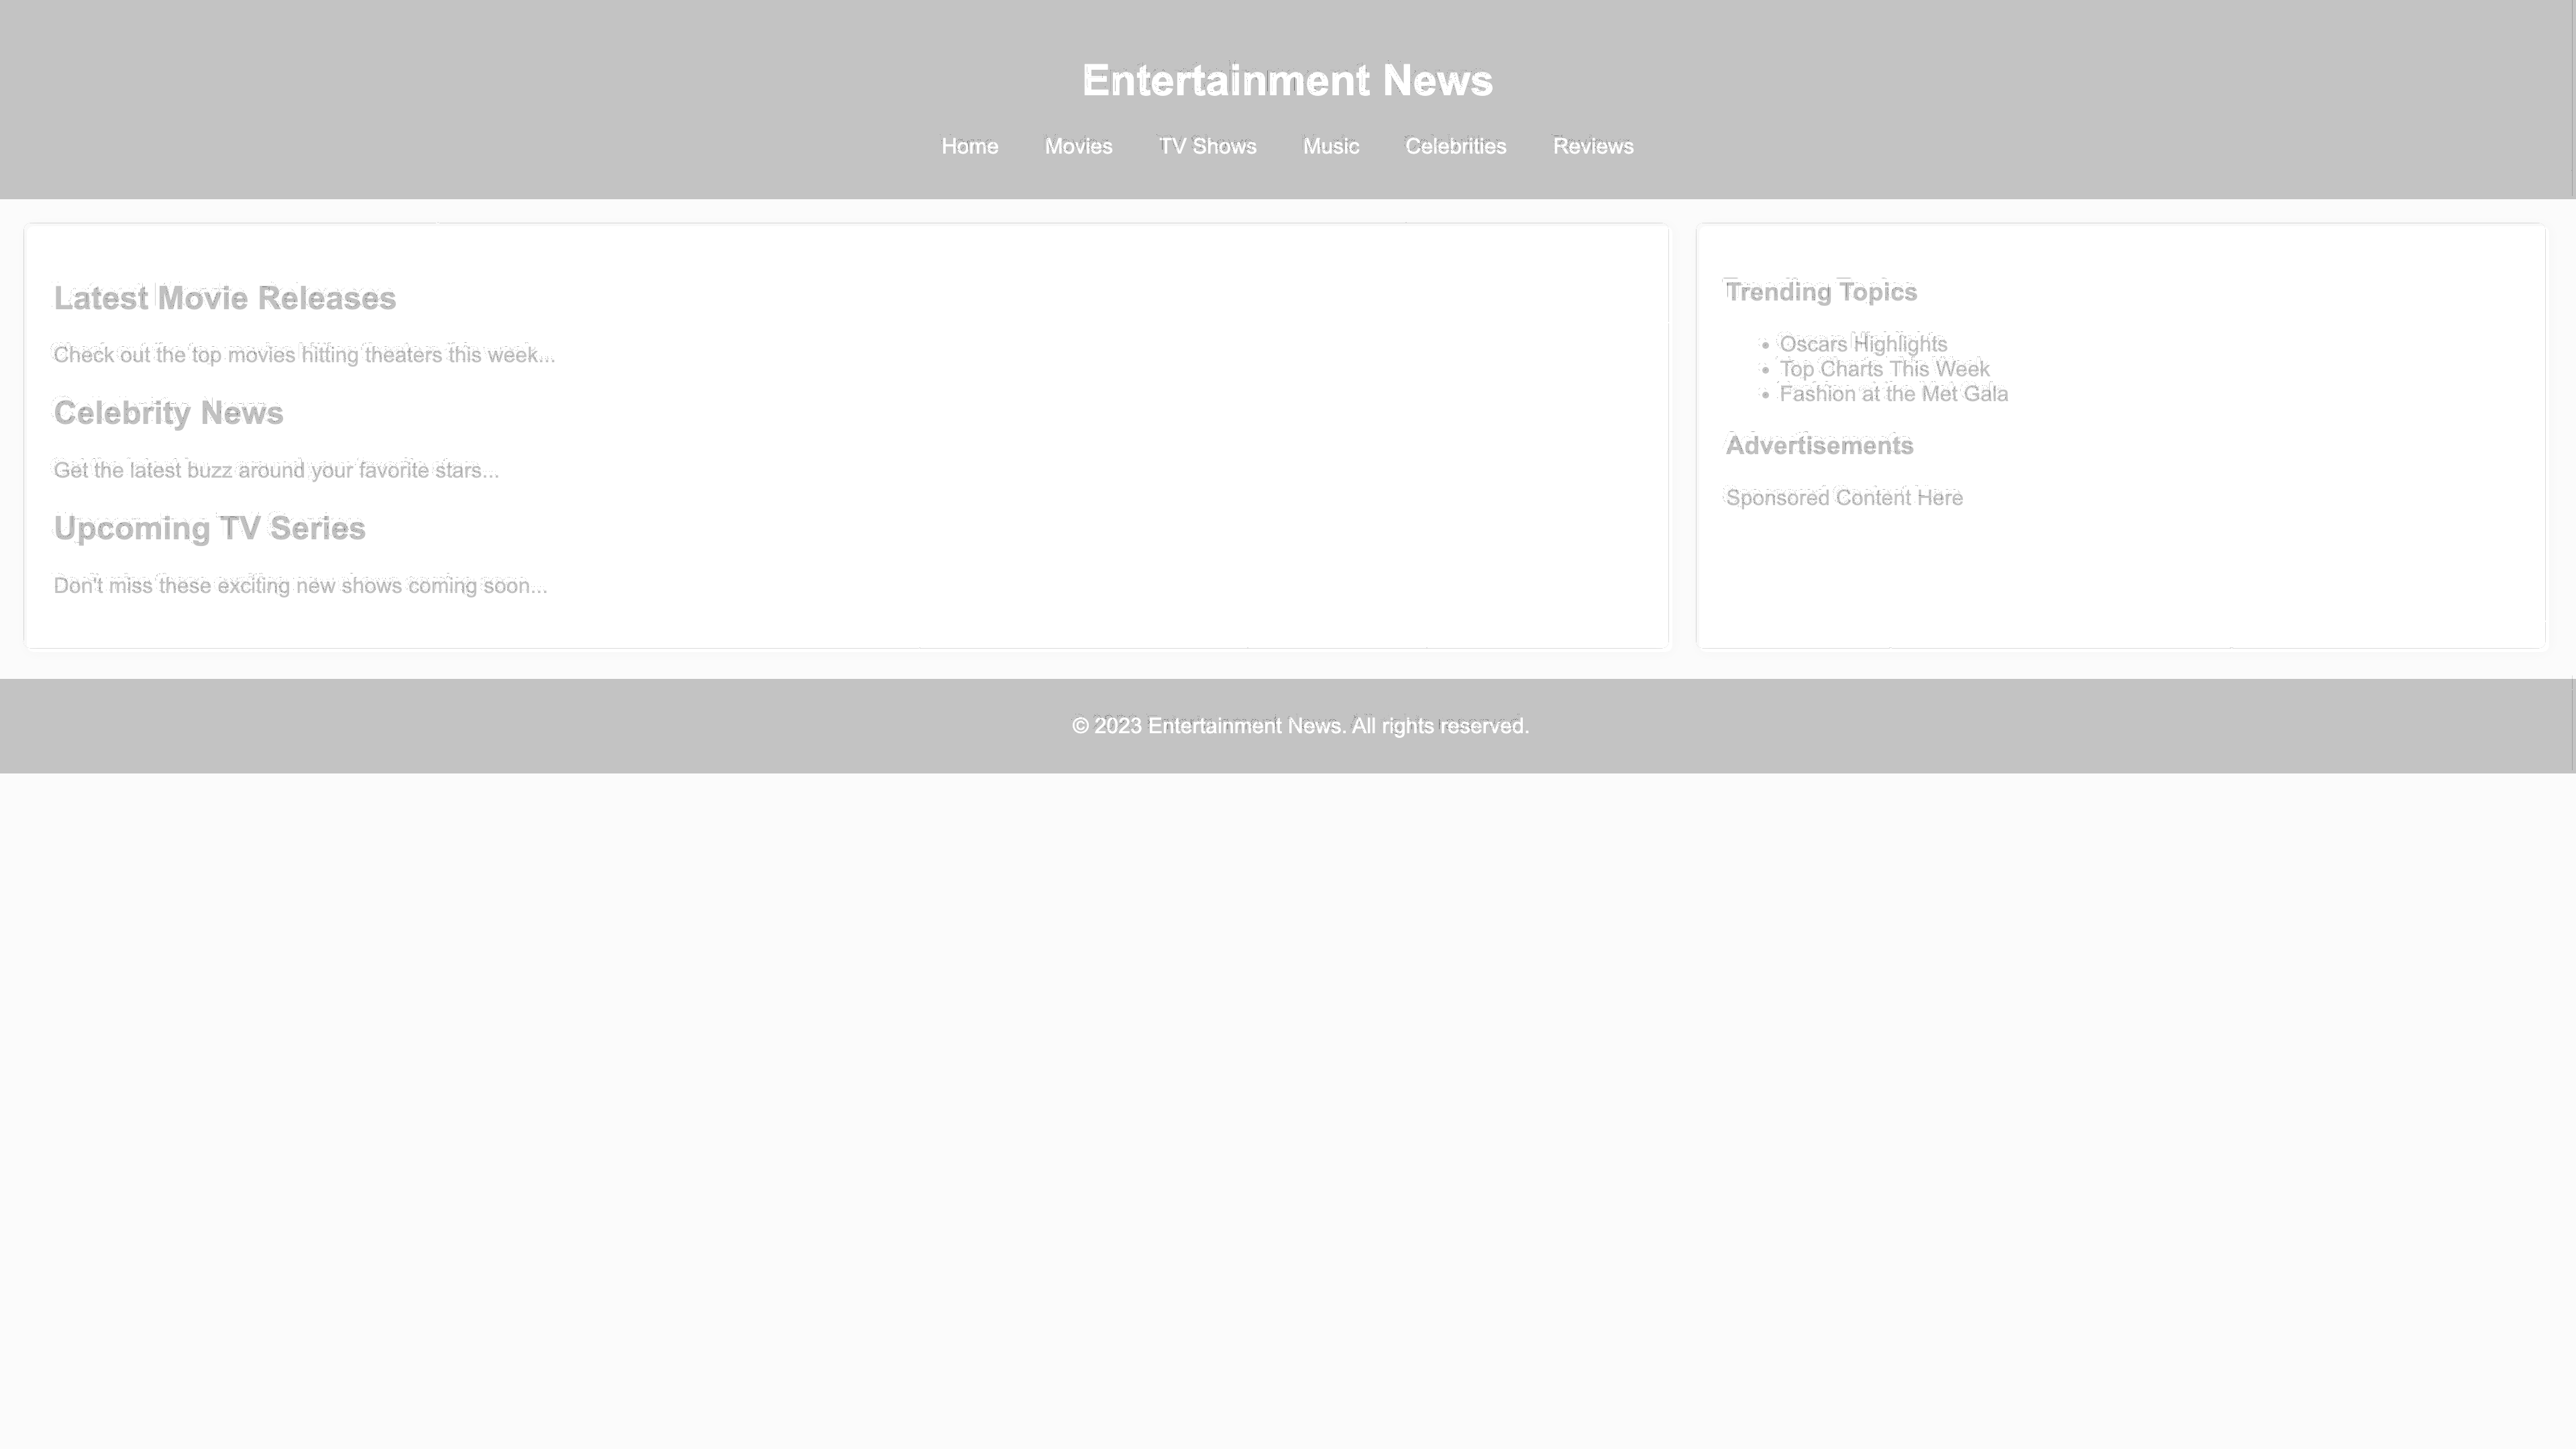 Entertainment News
Home Movies TV Shows Music Celebrities Reviews
Latest Movie Releases
Check out the top movies hitting theaters this week...
Celebrity News
Get the latest buzz around your favorite stars...
Upcoming TV Series
Don't miss these exciting new shows coming soon...
Trending Topics
• Oscars Highlights
• Top Charts This Week
• Fashion at the Met Gala
Advertisements
Sponsored Content Here
© 2023 Entertainment News. All rights reserved.